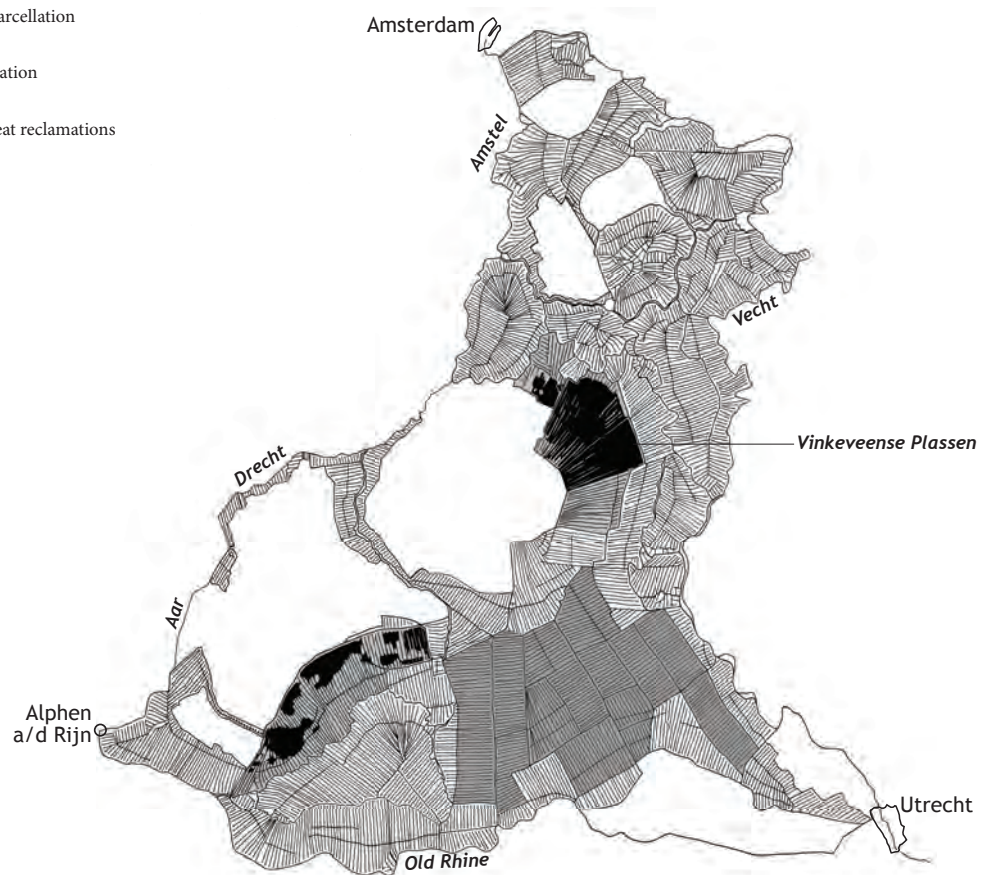 arcellation
ation
eat reclamations
Amsterdam
Amstel
Vecht
Vinkeveense Plassen
Drecht
Aar
Alphen
a/d Rijn
Utrecht
Old Rhine